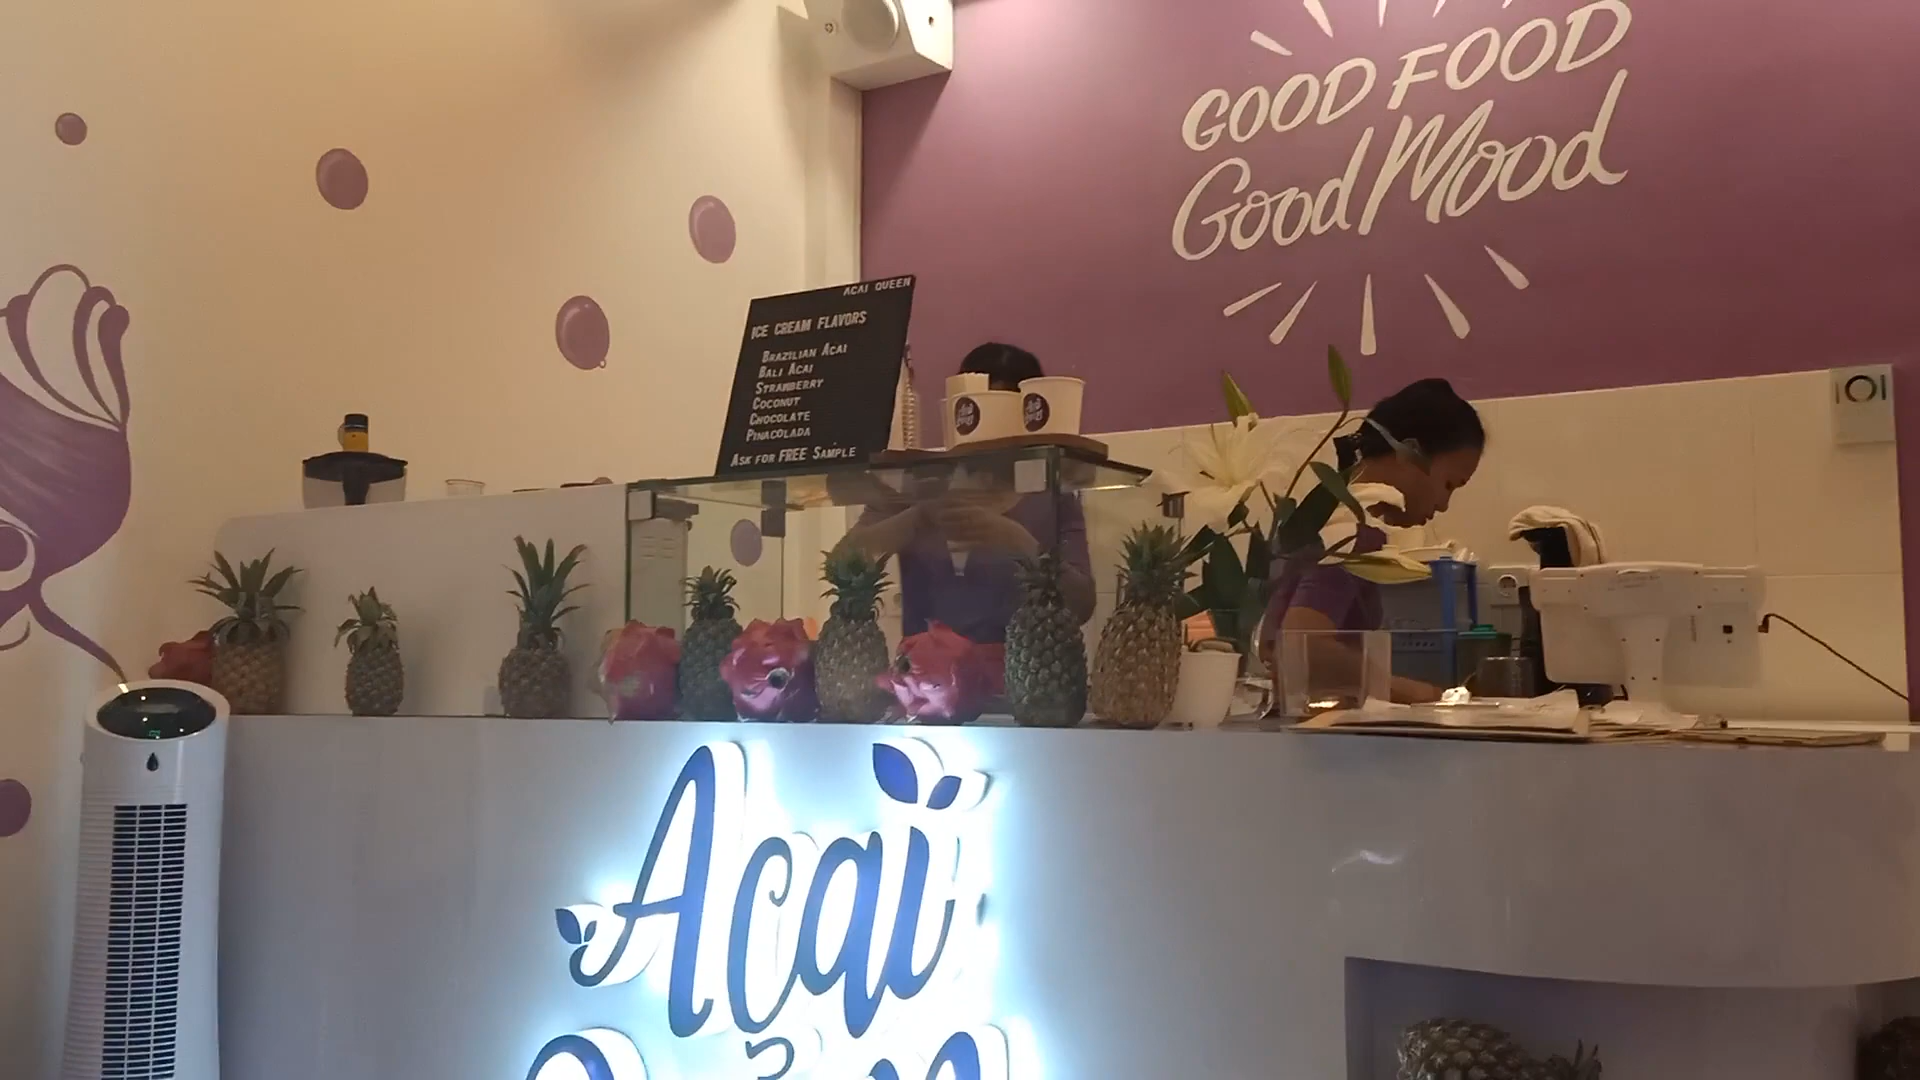 GOOD FOOD
Good Mood
ACAI QUEEN
ICE CREAM FLAVORS
BRAZILIAN ACAI
BALI ACAI
STRAWBERRY
COCONUT
CHOCOLATE
PINACOLADA
ASK FOR FREE SAMPLE
Açaí